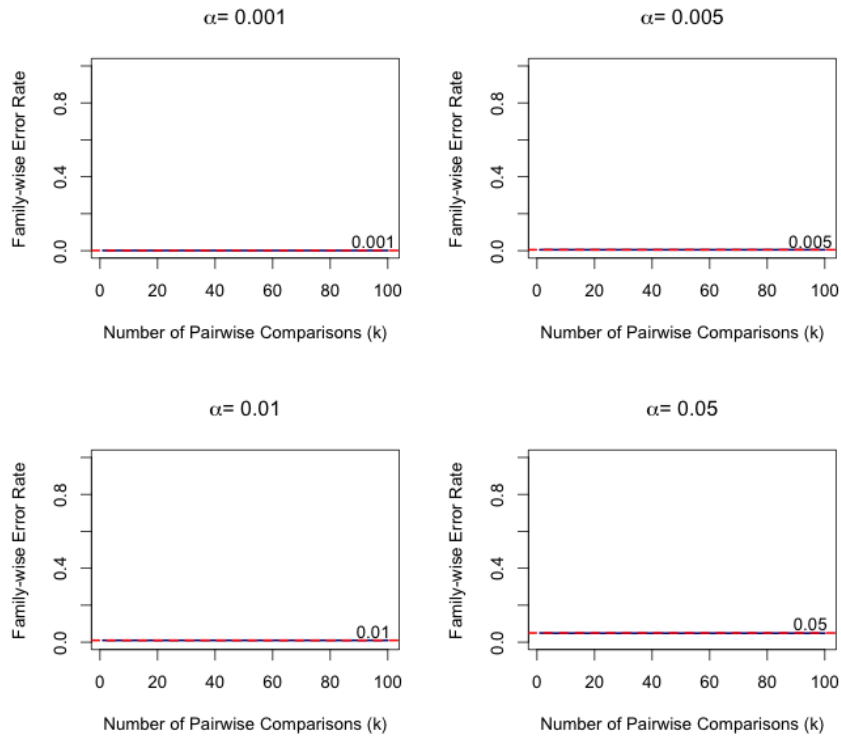 α= 0.001
Family-wise Error Rate
0.8
0.4
0.0
0.001
0 20 40 60 80 100
Number of Pairwise Comparisons (k)
α= 0.005
Family-wise Error Rate
0.8
0.4
0.0
0.005
0 20 40 60 80 100
Number of Pairwise Comparisons (k)
α= 0.01
Family-wise Error Rate
0.8
0.4
0.0
0.01
0 20 40 60 80 100
Number of Pairwise Comparisons (k)
α= 0.05
Family-wise Error Rate
0.8
0.4
0.0
0.05
0 20 40 60 80 100
Number of Pairwise Comparisons (k)